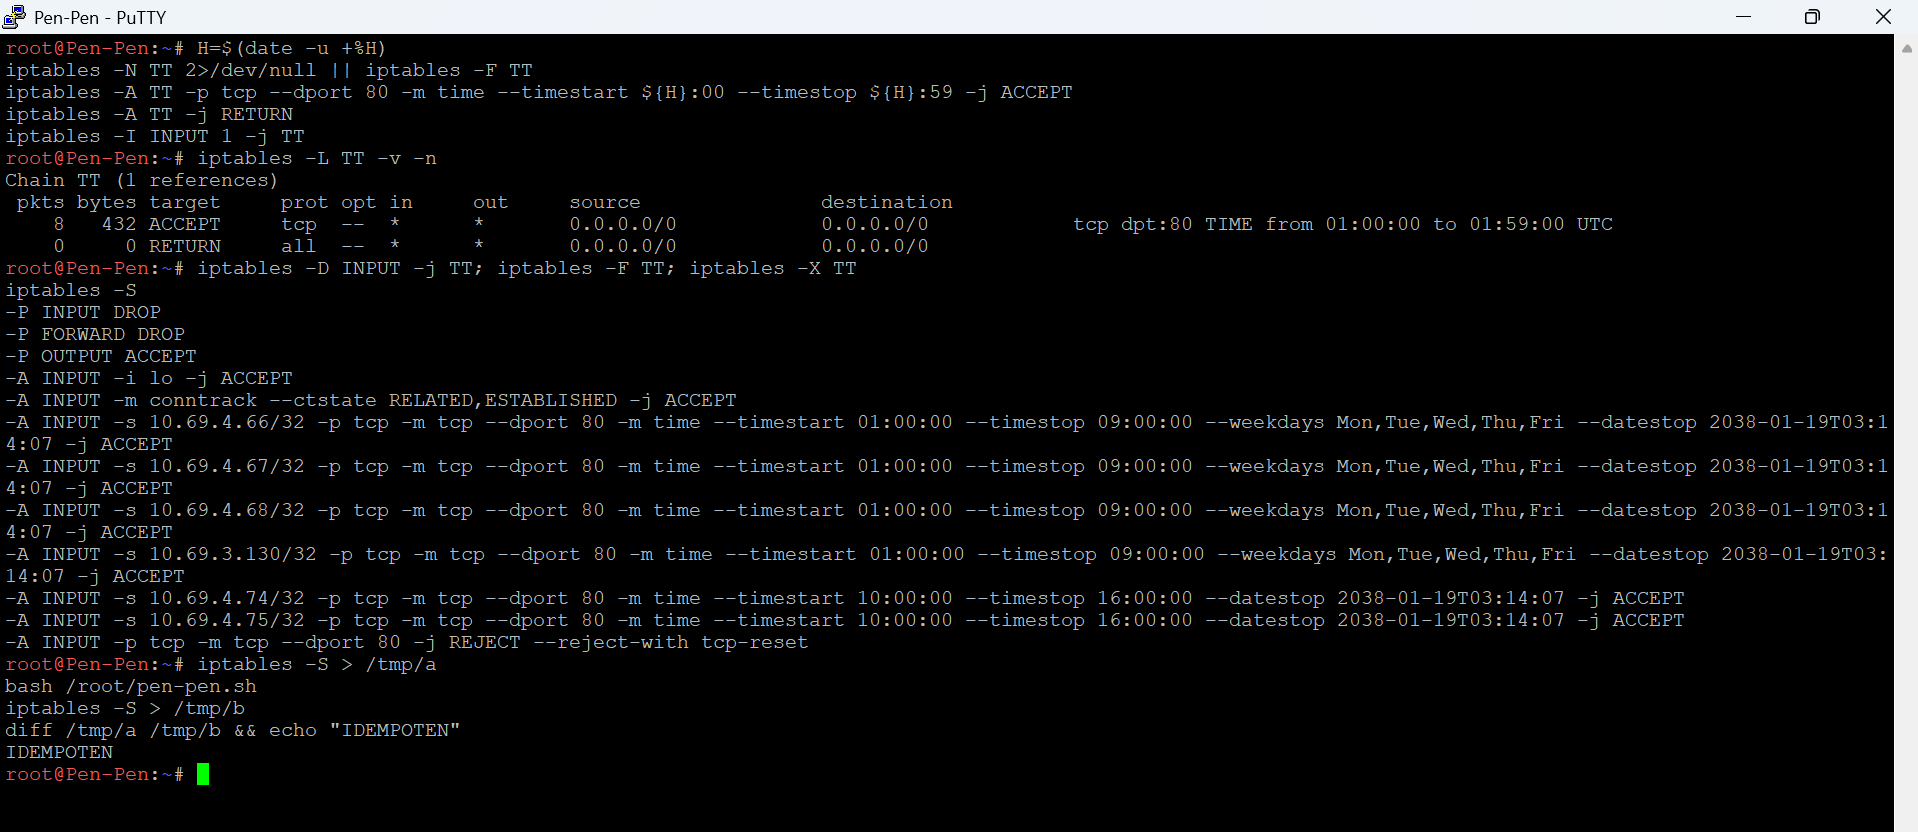 Pen-Pen - PuTTY
root@Pen-Pen:~# H=$(date -u +%H)
iptables -N TT 2>/dev/null || iptables -F TT
iptables -A TT -p tcp --dport 80 -m time --timestart ${H}:00 --timestop ${H}:59 -j ACCEPT
iptables -A TT -j RETURN
iptables -I INPUT 1 -j TT
root@Pen-Pen:~# iptables -L TT -v -n
Chain TT (1 references)
 pkts bytes target     prot opt in     out     source               destination
    8   432 ACCEPT     tcp  --  *      *       0.0.0.0/0            0.0.0.0/0            tcp dpt:80 TIME from 01:00:00 to 01:59:00 UTC
    0     0 RETURN     all  --  *      *       0.0.0.0/0            0.0.0.0/0
root@Pen-Pen:~# iptables -D INPUT -j TT; iptables -F TT; iptables -X TT
iptables -S
-P INPUT DROP
-P FORWARD DROP
-P OUTPUT ACCEPT
-A INPUT -i lo -j ACCEPT
-A INPUT -m conntrack --ctstate RELATED,ESTABLISHED -j ACCEPT
-A INPUT -s 10.69.4.66/32 -p tcp -m tcp --dport 80 -m time --timestart 01:00:00 --timestop 09:00:00 --weekdays Mon,Tue,Wed,Thu,Fri --datestop 2038-01-19T03:1
4:07 -j ACCEPT
-A INPUT -s 10.69.4.67/32 -p tcp -m tcp --dport 80 -m time --timestart 01:00:00 --timestop 09:00:00 --weekdays Mon,Tue,Wed,Thu,Fri --datestop 2038-01-19T03:1
4:07 -j ACCEPT
-A INPUT -s 10.69.4.68/32 -p tcp -m tcp --dport 80 -m time --timestart 01:00:00 --timestop 09:00:00 --weekdays Mon,Tue,Wed,Thu,Fri --datestop 2038-01-19T03:1
4:07 -j ACCEPT
-A INPUT -s 10.69.3.130/32 -p tcp -m tcp --dport 80 -m time --timestart 01:00:00 --timestop 09:00:00 --weekdays Mon,Tue,Wed,Thu,Fri --datestop 2038-01-19T03:
14:07 -j ACCEPT
-A INPUT -s 10.69.4.74/32 -p tcp -m tcp --dport 80 -m time --timestart 10:00:00 --timestop 16:00:00 --datestop 2038-01-19T03:14:07 -j ACCEPT
-A INPUT -s 10.69.4.75/32 -p tcp -m tcp --dport 80 -m time --timestart 10:00:00 --timestop 16:00:00 --datestop 2038-01-19T03:14:07 -j ACCEPT
-A INPUT -p tcp -m tcp --dport 80 -j REJECT --reject-with tcp-reset
root@Pen-Pen:~# iptables -S > /tmp/a
bash /root/pen-pen.sh
iptables -S > /tmp/b
diff /tmp/a /tmp/b && echo "IDEMPOTEN"
IDEMPOTEN
root@Pen-Pen:~#